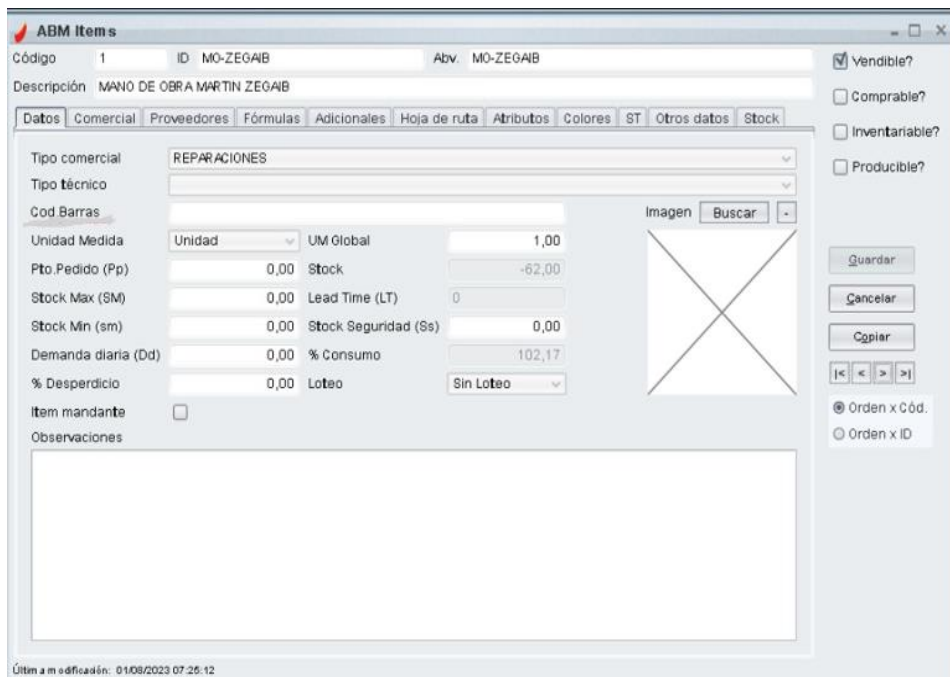 ABM Items
Código 1 ID MO-ZEGAIB Abv. MO-ZEGAIB
Vendible?
Descripción MANO DE OBRA MARTIN ZEGAIB
Comprable?
Datos Comercial Proveedores Fórmulas Adicionales Hoja de ruta Atributos Colores ST Otros datos Stock
Inventariable?
Tipo comercial REPARACIONES
Producible?
Tipo técnico
Cod.Barras Imagen Buscar -
Unidad Medida Unidad UM Global 1,00
Pto.Pedido (Pp) 0,00 Stock -62,00
Guardar
Stock Max (SM) 0,00 Lead Time (LT) 0
Cancelar
Stock Min (sm) 0,00 Stock Seguridad (Ss) 0,00
Copiar
Demanda diaria (Dd) 0,00 % Consumo 102,17
|< < > >|
% Desperdicio 0,00 Loteo Sin Loteo
Orden x Cód.
Item mandante
Orden x ID
Observaciones
Última modificación: 01/08/2023 07:25:12